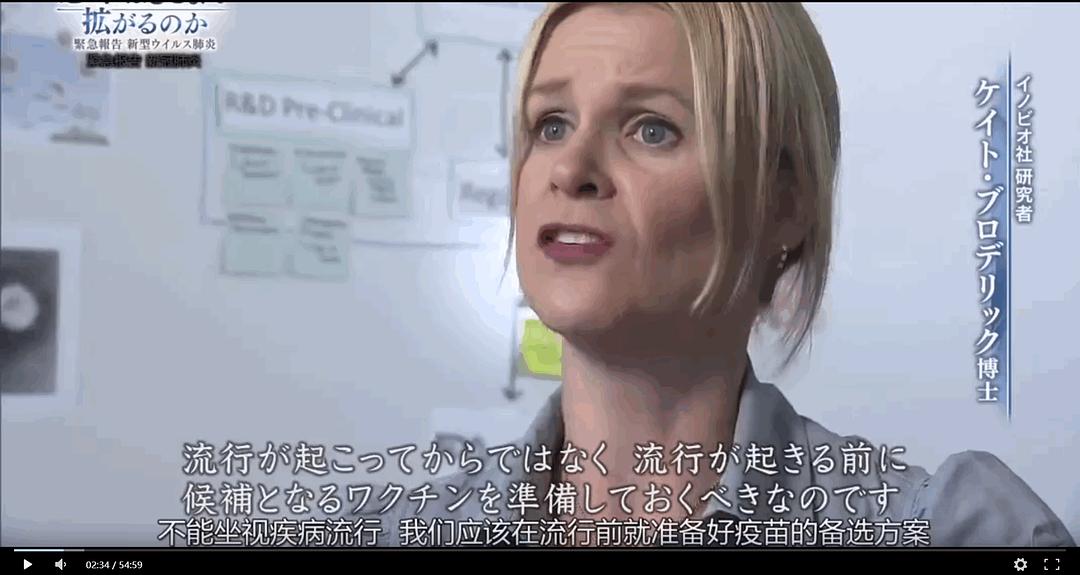 拡がるのか
緊急報告 新型ウイルス肺炎
R&D Pre-Clinical
イノビオ社 研究者
ケイト・ブロデリック博士
流行が起こってからではなく 流行が起きる前に
候補となるワクチンを準備しておくべきなのです
不能坐视疾病流行 我们应该在流行前就准备好疫苗的备选方案
02:34 / 54:59